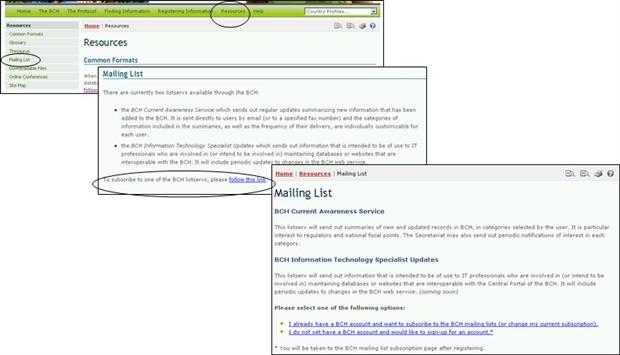 Home | The BCH | The Protocol | Finding Information | Registering Information | Resources | Help
Country Profiles...
Resources
Common Formats
Glossary
Thesaurus
Mailing List
Downloadable Files
Online Conferences
Site Map
Home | Resources
Resources
Common Formats
When
datab
follow
Mailing List
There are currently two listservs available through the BCH:
the BCH Current Awareness Service which sends out regular updates summarizing new information that has been
added to the BCH. It is sent directly to users by email (or to a specified fax number) and the categories of
information included in the summaries, as well as the frequency of their delivery, are individually customizable for
each user.
the BCH Information Technology Specialist Updates which sends out information that is intended to be of use to IT
professionals who are involved in (or intend to be involved in) maintaining databases or websites that are
interoperable with the BCH. It will include periodic updates to changes in the BCH web service.
To subscribe to one of the BCH listservs, please follow this link
Home | Resources | Mailing List
Mailing List
BCH Current Awareness Service
This listserv will send out summaries of new and updated records in BCH, in categories selected by the user. It is of particular
interest to regulators and national focal points. The Secretariat may also send out periodic notifications of interest in each
category.
BCH Information Technology Specialist Updates
This listserv will send out information that is intended to be of use to IT professionals who are involved in (or intend to be
involved in) maintaining databases or websites that are interoperable with the Central Portal of the BCH. It will include
periodic updates to changes in the BCH web service. (coming soon)
Please select one of the following options:
I already have a BCH account and want to subscribe to the BCH mailing lists (or change my current subscription).
I do not yet have a BCH account and would like to sign-up for an account.*
* You will be taken to the BCH mailing list subscription page after registering.